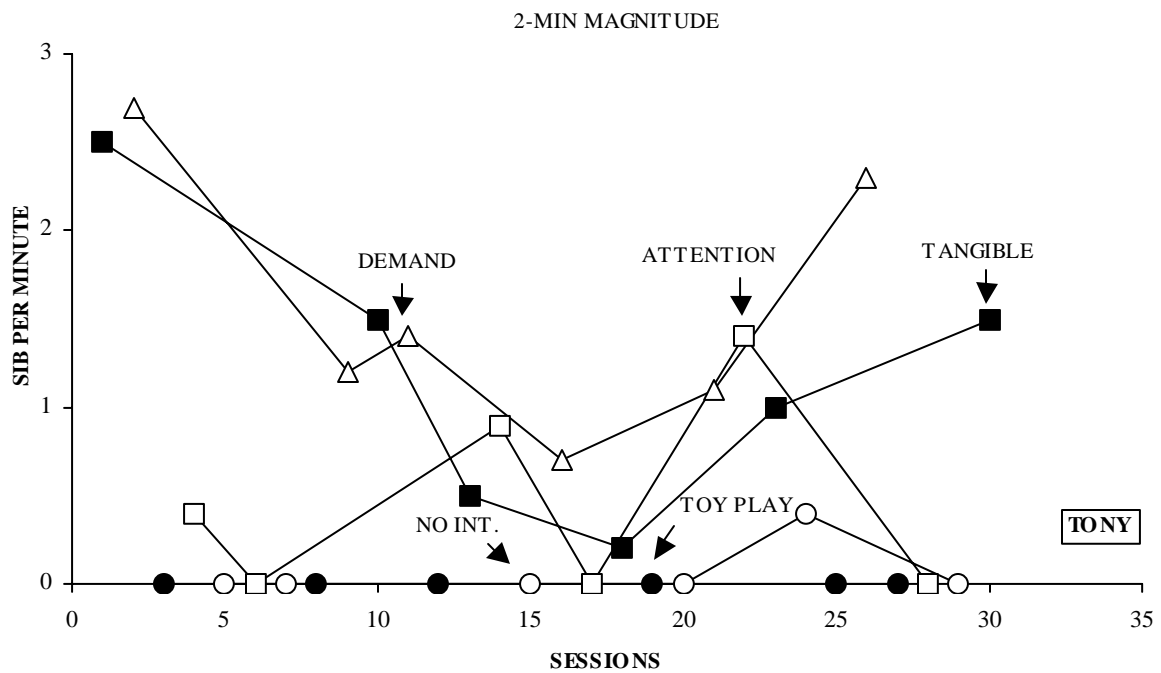 2-MIN MAGNITUDE
3
2
1
0
SIB PER MINUTE
DEMAND
ATTENTION
TANGIBLE
NO INT.
TOY PLAY
TONY
0 5 10 15 20 25 30 35
SESSIONS